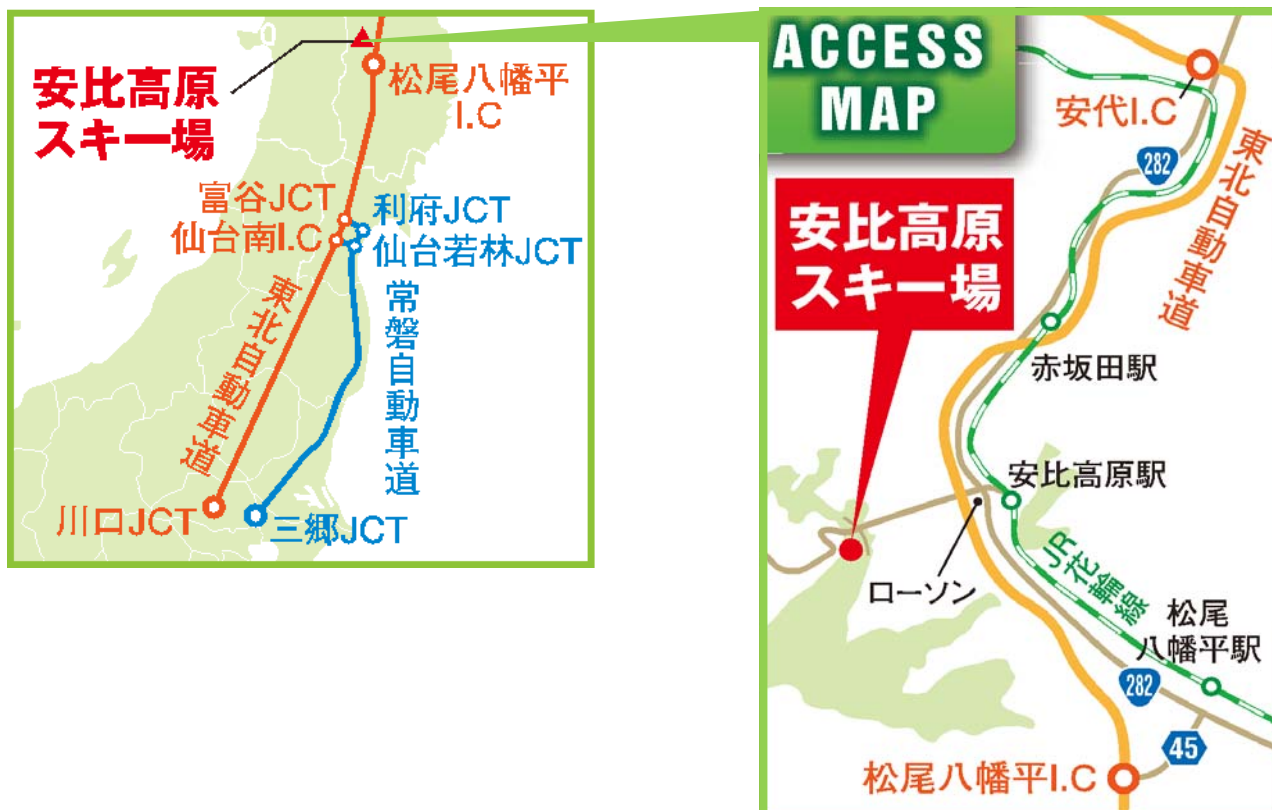 安比高原
スキー場
松尾八幡平
I.C
富谷JCT
利府JCT
仙台南I.C
仙台若林JCT
東北自動車道
常磐自動車道
川口JCT
三郷JCT
ACCESS
MAP
安代I.C
282
東北自動車道
安比高原
スキー場
赤坂田駅
安比高原駅
ローソン
JR花輪線
松尾
八幡平駅
282
45
松尾八幡平I.C